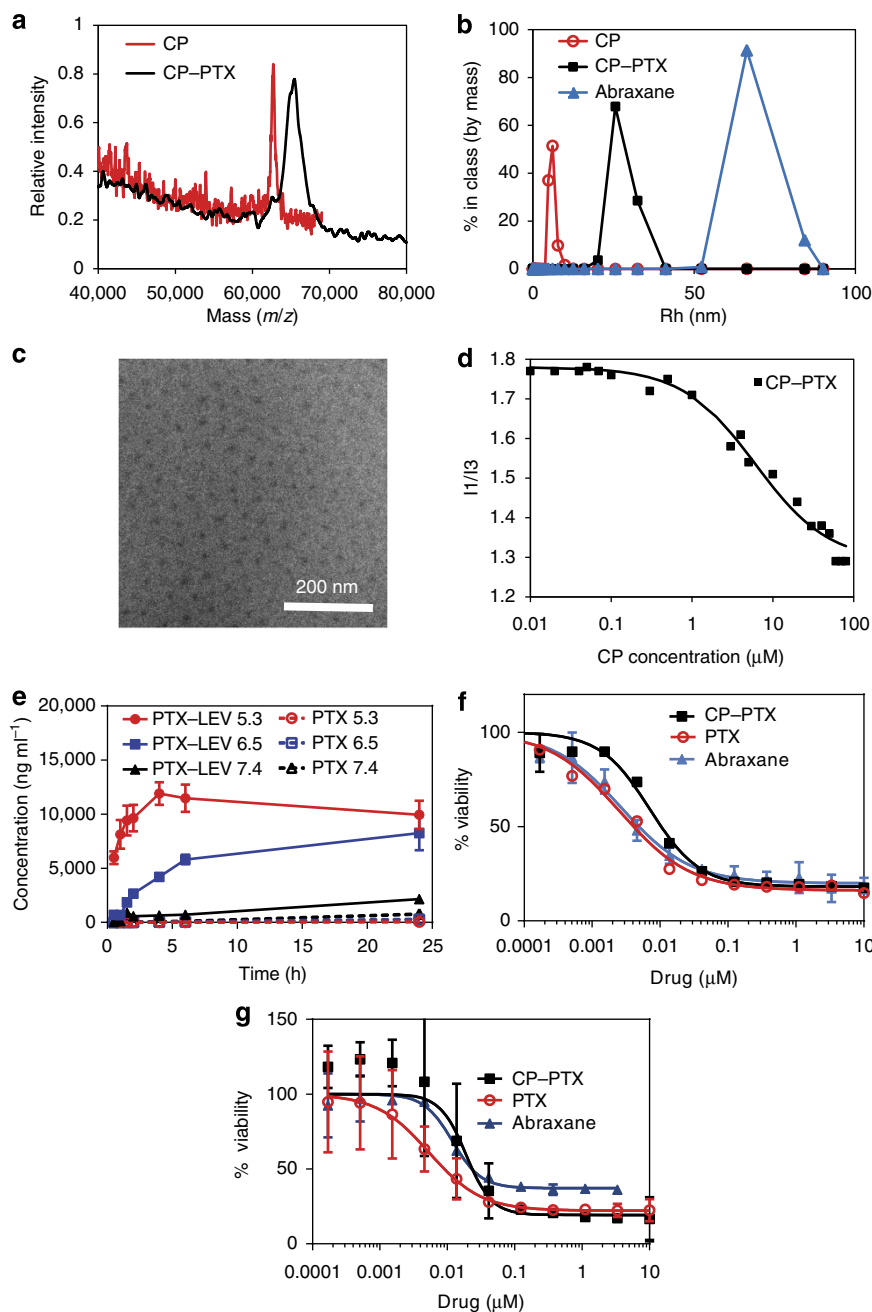 a
CP
CP–PTX
1
0.8
0.6
0.4
0.2
0
Relative intensity
40,000 50,000 60,000 70,000 80,000
Mass (m/z)
b
CP
CP–PTX
Abraxane
100
80
60
40
20
0
% in class (by mass)
0 50 100
Rh (nm)
c
200 nm
d
CP–PTX
1.8
1.7
1.6
1.5
1.4
1.3
1.2
I1/I3
0.01 0.1 1 10 100
CP concentration (μM)
e
20,000
15,000
10,000
5,000
0
Concentration (ng ml⁻¹)
PTX–LEV 5.3 PTX 5.3
PTX–LEV 6.5 PTX 6.5
PTX–LEV 7.4 PTX 7.4
0 5 10 15 20 25
Time (h)
f
CP–PTX
PTX
Abraxane
100
50
0
% viability
0.0001 0.001 0.01 0.1 1 10
Drug (μM)
g
150
100
50
0
% viability
CP–PTX
PTX
Abraxane
0.0001 0.001 0.01 0.1 1 10
Drug (μM)